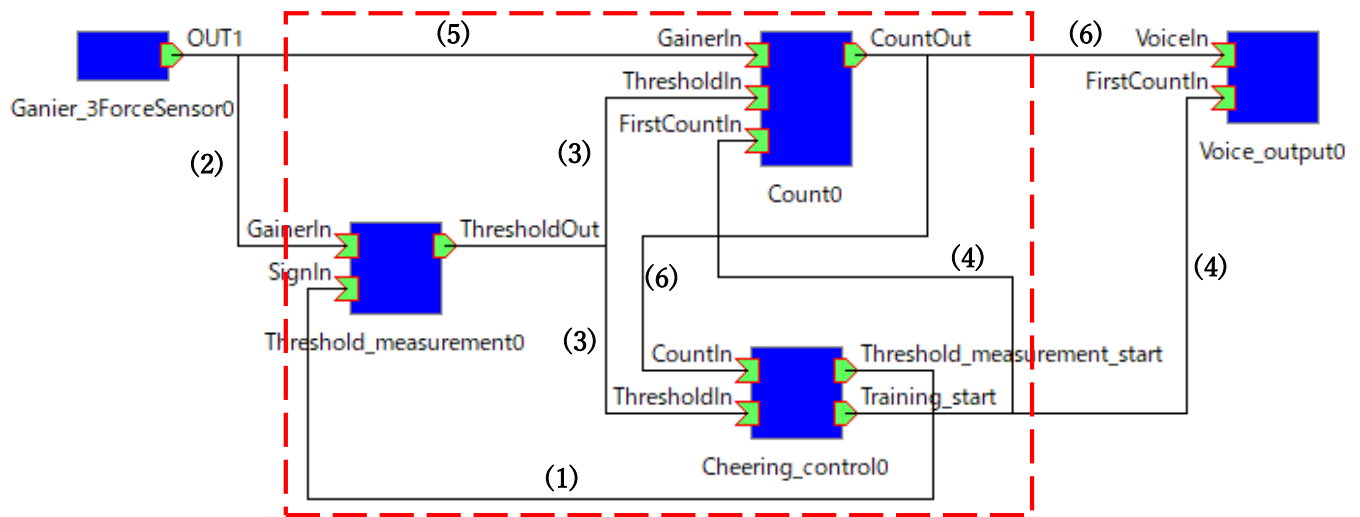 OUT1
(5)
GainerIn
CountOut
(6)
VoiceIn
ThresholdIn
FirstCountIn
Ganier_3ForceSensor0
FirstCountIn
(2)
(3)
Voice_output0
Count0
GainerIn
ThresholdOut
SignIn
(6)
(4)
(4)
Threshold_measurement0
(3)
CountIn
Threshold_measurement_start
ThresholdIn
Training_start
Cheering_control0
(1)